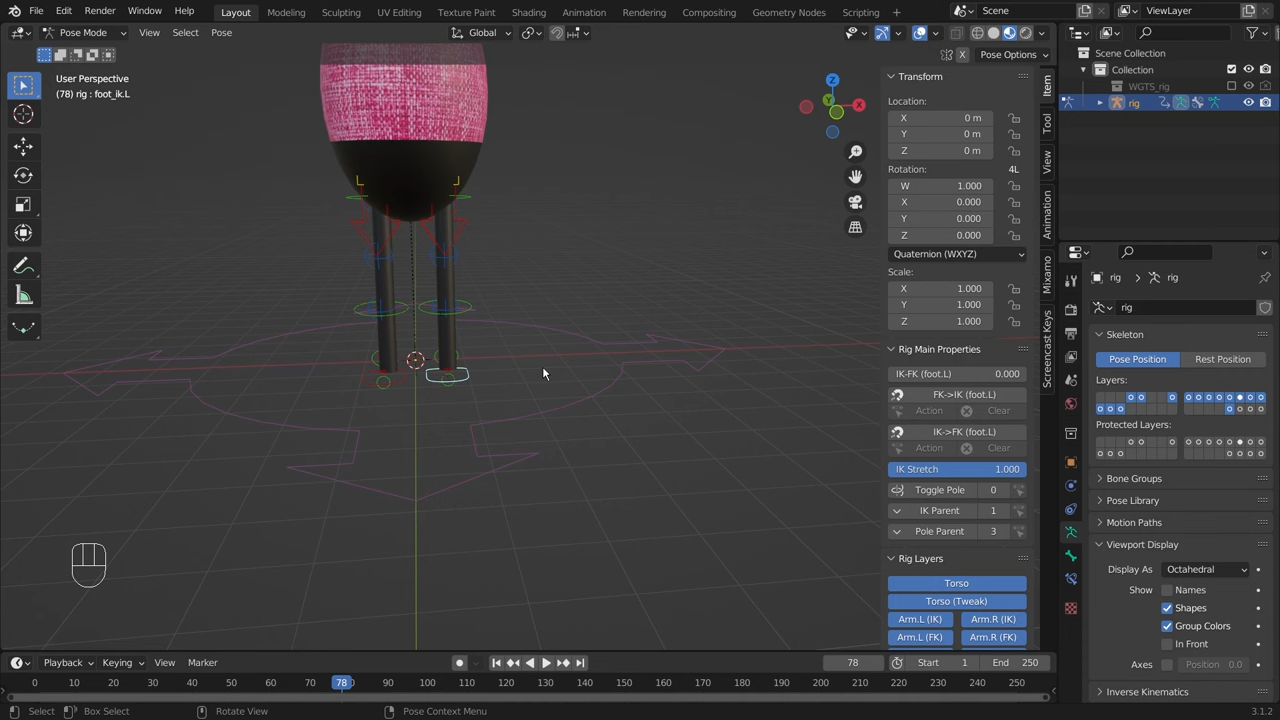 File Edit Render Window Help Layout Modeling Sculpting UV Editing Texture Paint Shading Animation Rendering Compositing Geometry Nodes Scripting Scene ViewLayer
Pose Mode View Select Pose Global
X Pose Options
User Perspective
(78) rig : foot_ik.L
Z
X
Y
Transform
Location:
X 0 m
Y 0 m
Z 0 m
Rotation: 4L
W 1.000
X 0.000
Y 0.000
Z 0.000
Quaternion (WXYZ)
Scale:
X 1.000
Y 1.000
Z 1.000
Rig Main Properties
IK-FK (foot.L) 0.000
FK->IK (foot.L)
Action Clear
IK->FK (foot.L)
Action Clear
IK Stretch 1.000
Toggle Pole 0
IK Parent 1
Pole Parent 3
Rig Layers
Torso
Torso (Tweak)
Arm.L (IK) Arm.R (IK)
Arm.L (FK) Arm.R (FK)
Item
Tool
View
Animation
Mixamo
Screencast Keys
Scene Collection
Collection
WGTS_rig
rig
rig rig
rig
Skeleton
Pose Position Rest Position
Layers:
Protected Layers:
Bone Groups
Pose Library
Motion Paths
Viewport Display
Display As Octahedral
Show Names
Shapes
Group Colors
In Front
Axes Position 0.0
Inverse Kinematics
Playback Keying View Marker 78 Start 1 End 250
0 10 20 30 40 50 60 70 78 80 90 100 110 120 130 140 150 160 170 180 190 200 210 220 230 240 250
Select Box Select Rotate View Pose Context Menu 3.1.2